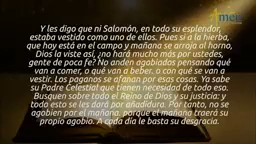 mcn
Y les digo que ni Salomón, en todo su esplendor,
estaba vestido como uno de ellos. Pues si a la hierba,
que hoy está en el campo y mañana se arroja al horno,
Dios la viste así, ¿no hará mucho más por ustedes,
gente de poca fe? No anden agobiados pensando qué
van a comer, o qué van a beber, o con qué se van a
vestir. Los paganos se afanan por esas cosas. Ya sabe
su Padre Celestial que tienen necesidad de todo eso.
Busquen sobre todo el Reino de Dios y su justicia; y
todo esto se les dará por añadidura. Por tanto, no se
agobien por el mañana, porque el mañana traerá su
propio agobio. A cada día le basta su desgracia.